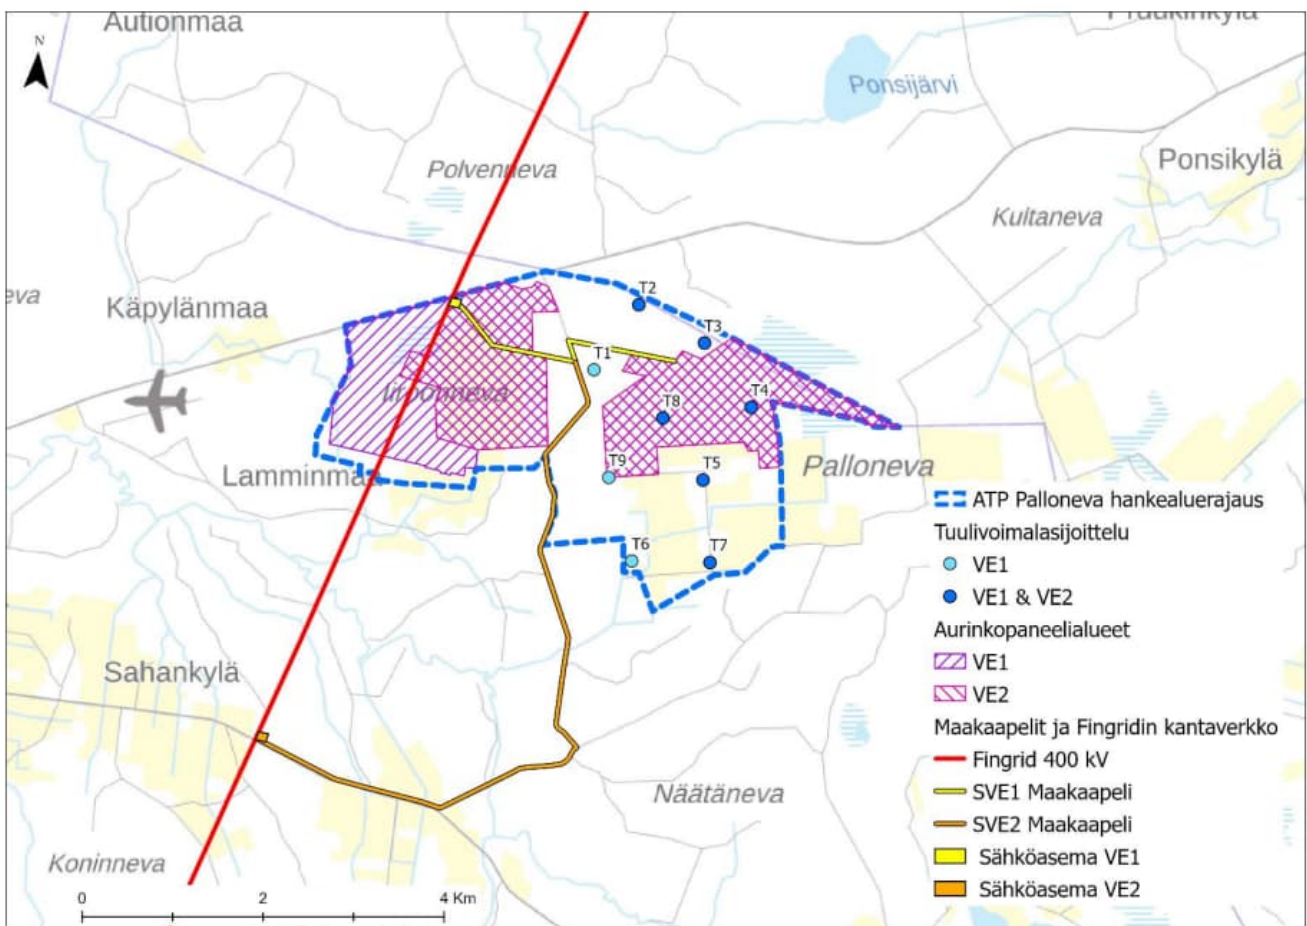 Autionmaa
N
Ponsijärvi
Polvenneva
Ponsikylä
Kultaneva
eva
Käpylänmaa
T2
T3
T1
T4
T8
Lamminmaa
T9
T5
Palloneva
T6
T7
Sahankylä
Näätäneva
Koninneva
0 2 4 Km
ATP Palloneva hankealuerajaus
Tuulivoimalasijoittelu
VE1
VE1 & VE2
Aurinkopaneelialueet
VE1
VE2
Maakaapelit ja Fingridin kantaverkko
Fingrid 400 kV
SVE1 Maakaapeli
SVE2 Maakaapeli
Sähköasema VE1
Sähköasema VE2